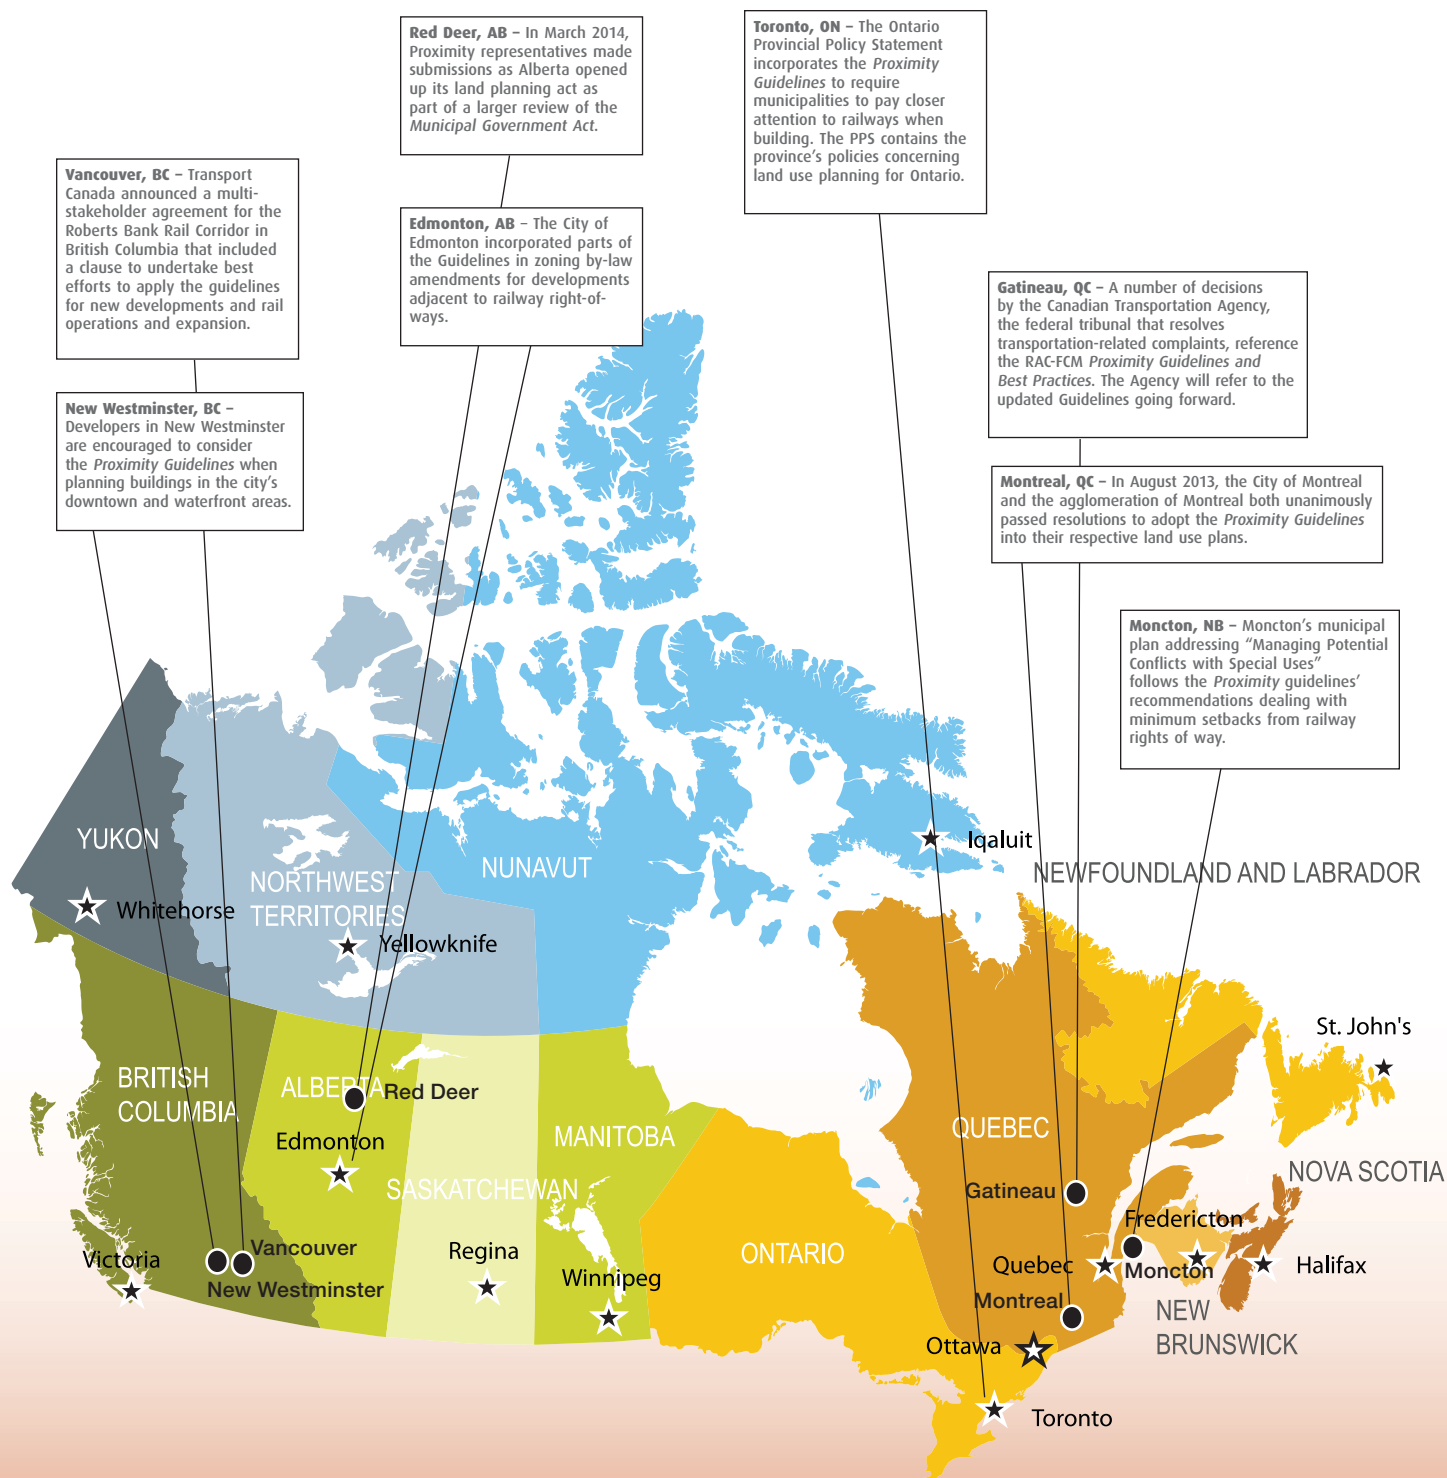 Red Deer, AB – In March 2014,
Proximity representatives made
submissions as Alberta opened
up its land planning act as
part of a larger review of the
Municipal Government Act.
Toronto, ON – The Ontario
Provincial Policy Statement
incorporates the Proximity
Guidelines to require
municipalities to pay closer
attention to railways when
building. The PPS contains the
province's policies concerning
land use planning for Ontario.
Vancouver, BC – Transport
Canada announced a multi-
stakeholder agreement for the
Roberts Bank Rail Corridor in
British Columbia that included
a clause to undertake best
efforts to apply the guidelines
for new developments and rail
operations and expansion.
Edmonton, AB – The City of
Edmonton incorporated parts of
the Guidelines in zoning by-law
amendments for developments
adjacent to railway right-of-
ways.
Gatineau, QC – A number of decisions
by the Canadian Transportation Agency,
the federal tribunal that resolves
transportation-related complaints, reference
the RAC-FCM Proximity Guidelines and
Best Practices. The Agency will refer to the
updated Guidelines going forward.
New Westminster, BC –
Developers in New Westminster
are encouraged to consider
the Proximity Guidelines when
planning buildings in the city's
downtown and waterfront areas.
Montreal, QC – In August 2013, the City of Montreal
and the agglomeration of Montreal both unanimously
passed resolutions to adopt the Proximity Guidelines
into their respective land use plans.
Moncton, NB – Moncton's municipal
plan addressing “Managing Potential
Conflicts with Special Uses”
follows the Proximity guidelines'
recommendations dealing with
minimum setbacks from railway
rights of way.
YUKON
Whitehorse
NORTHWEST
TERRITORIES
Yellowknife
NUNAVUT
Iqaluit
NEWFOUNDLAND AND LABRADOR
St. John's
BRITISH
COLUMBIA
ALBERTA
Red Deer
Edmonton
SASKATCHEWAN
MANITOBA
QUEBEC
NOVA SCOTIA
Gatineau
Fredericton
Victoria
Vancouver
New Westminster
Regina
Winnipeg
ONTARIO
Quebec
Moncton
Halifax
Montreal
NEW
BRUNSWICK
Ottawa
Toronto